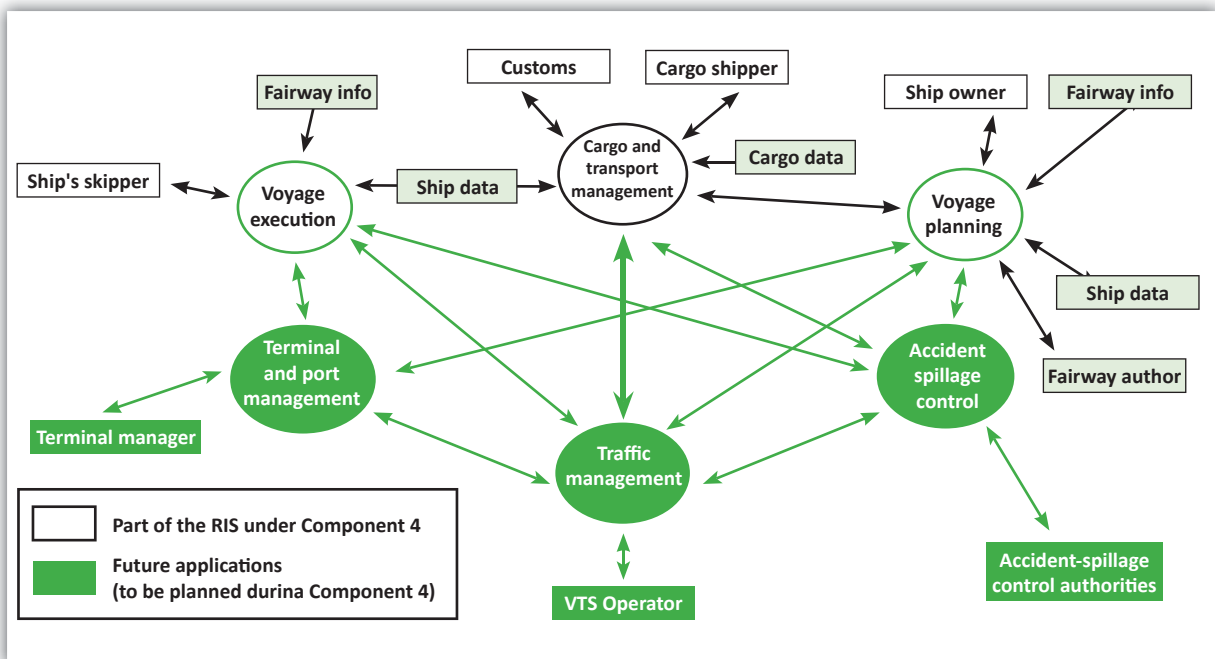 Customs
Cargo shipper
Fairway info
Ship owner
Fairway info
Cargo and
transport
management
Cargo data
Ship's skipper
Voyage
execution
Ship data
Voyage
planning
Ship data
Terminal
and port
management
Accident
spillage
control
Fairway author
Terminal manager
Traffic
management
Part of the RIS under Component 4
Future applications
(to be planned durina Component 4)
VTS Operator
Accident-spillage
control authorities